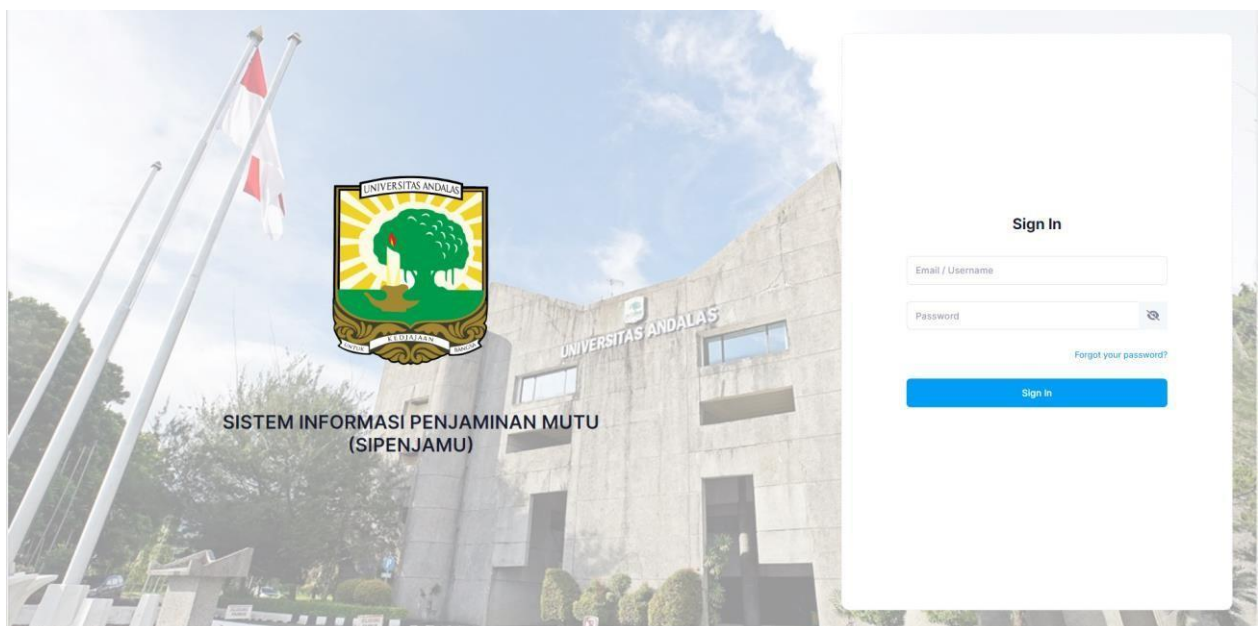 UNIVERSITAS ANDALAS
UNTUK KEDJAJAAN BANGSA
SISTEM INFORMASI PENJAMINAN MUTU
(SIPENJAMU)
UNIVERSITAS ANDALAS
Sign In
Email / Username
Password
Forgot your password?
Sign In